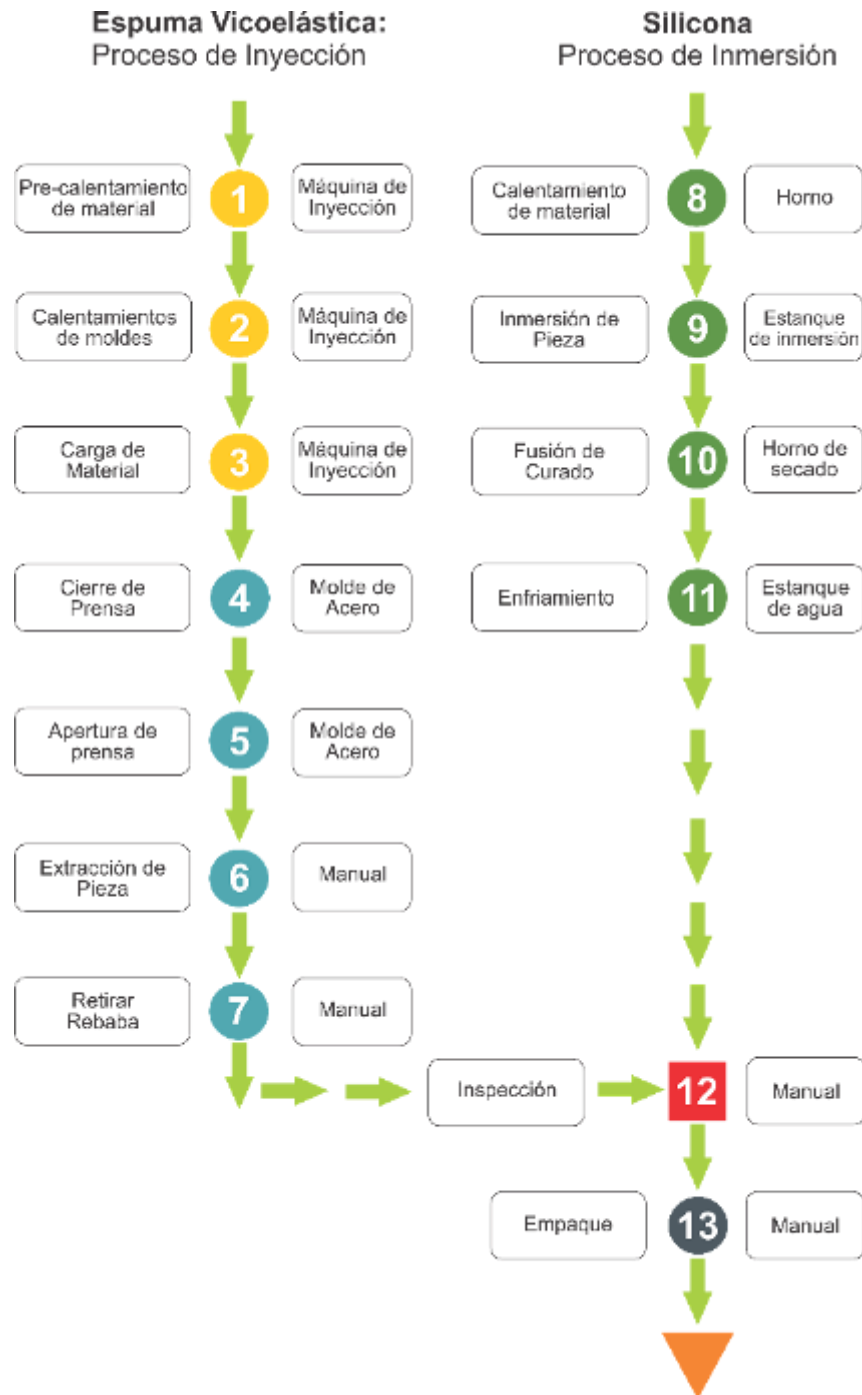 Espuma Vicoelástica:
Proceso de Inyección
Silicona
Proceso de Inmersión
Pre-calentamiento
de material
1
Máquina de
Inyección
Calentamiento
de material
8
Horno
Calentamientos
de moldes
2
Máquina de
Inyección
Inmersión de
Pieza
9
Estanque
de inmersión
Carga de
Material
3
Máquina de
Inyección
Fusión de
Curado
10
Horno de
secado
Cierre de
Prensa
4
Molde de
Acero
Enfriamiento
11
Estanque
de agua
Apertura de
prensa
5
Molde de
Acero
Extracción de
Pieza
6
Manual
Retirar
Rebaba
7
Manual
Inspección
12
Manual
Empaque
13
Manual